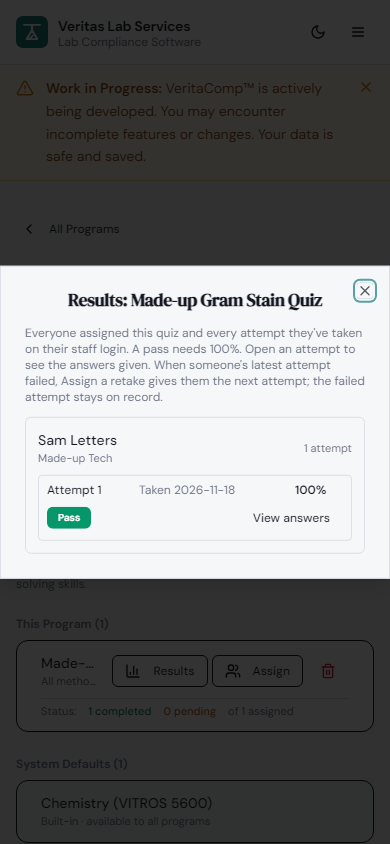 Veritas Lab Services
Lab Compliance Software
Work in Progress: VeritaComp™ is actively
being developed. You may encounter
incomplete features or changes. Your data is
safe and saved.
All Programs
Results: Made-up Gram Stain Quiz
Everyone assigned this quiz and every attempt they've taken
on their staff login. A pass needs 100%. Open an attempt to
see the answers given. When someone's latest attempt
failed, Assign a retake gives them the next attempt; the failed
attempt stays on record.
Sam Letters
Made-up Tech
1 attempt
Attempt 1
Taken 2026-11-18
100%
Pass
View answers
solving skills.
This Program (1)
Made-...
All metho...
Results
Assign
Status: 1 completed 0 pending of 1 assigned
System Defaults (1)
Chemistry (VITROS 5600)
Built-in · available to all programs